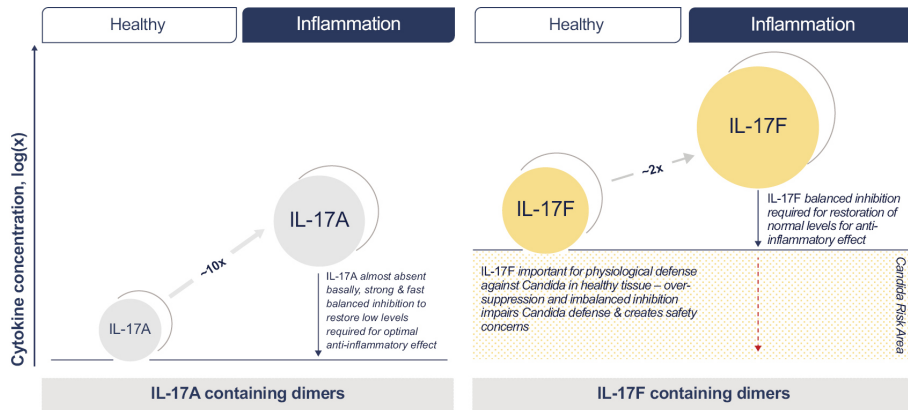 Healthy
Inflammation
Cytokine concentration, log(x)
IL-17A
~10x
IL-17A
IL-17A almost absent
basally, strong & fast
balanced inhibition to
restore low levels
required for optimal
anti-inflammatory effect
IL-17A containing dimers
Healthy
Inflammation
IL-17F
~2x
IL-17F
IL-17F balanced inhibition
required for restoration of
normal levels for anti-
inflammatory effect
IL-17F important for physiological defense
against Candida in healthy tissue – over-
suppression and imbalanced inhibition
impairs Candida defense & creates safety
concerns
Candida Risk Area
IL-17F containing dimers